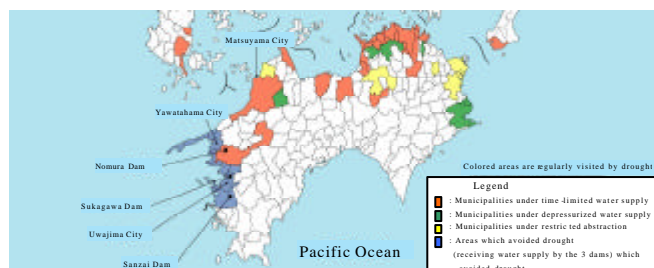 Matsuyama City
Yawatahama City
Nomura Dam
Sukagawa Dam
Uwajima City
Sanzai Dam
Pacific Ocean
Colored areas are regularly visited by drought
Legend
: Municipalities under time-limited water supply
: Municipalities under depressurized water supply
: Municipalities under restricted abstraction
: Areas which avoided drought
(receiving water supply by the 3 dams) which
avoided drought